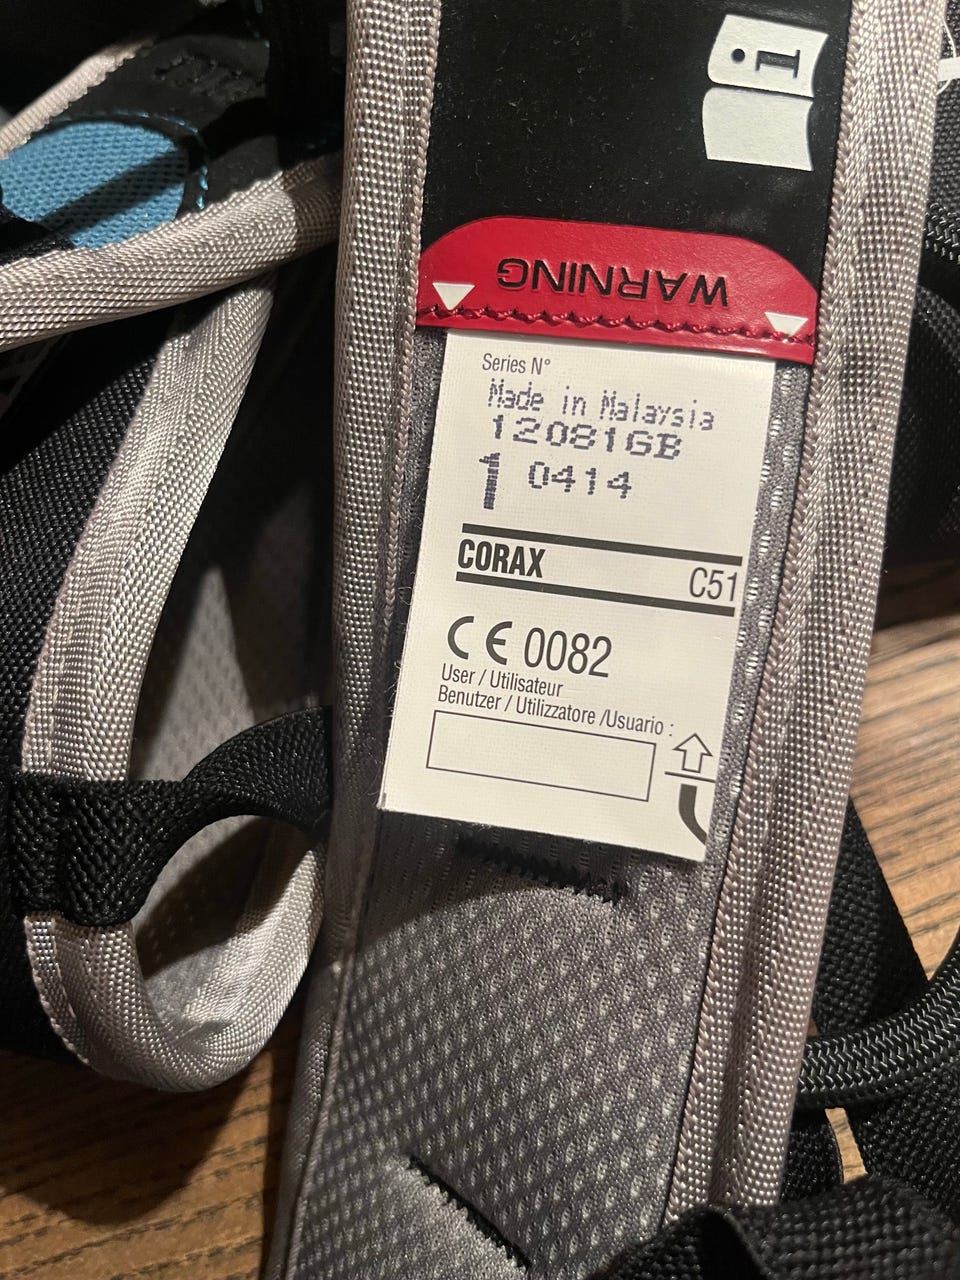 i
WARNING
Series N°
Made in Malaysia
12081GB
1 0414
CORAX C51
CE 0082
User / Utilisateur
Benutzer / Utilizzatore /Usuario :